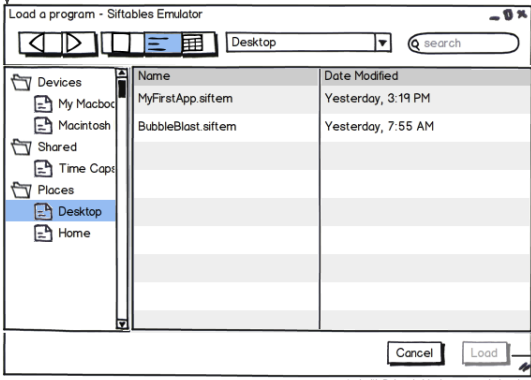 Load a program - Siftables Emulator
Desktop
search
Devices
My Macboc
Macintosh
Shared
Time Caps
Places
Desktop
Home
Name Date Modified
MyFirstApp.siftem Yesterday, 3:19 PM
BubbleBlast.siftem Yesterday, 7:55 AM
Cancel Load